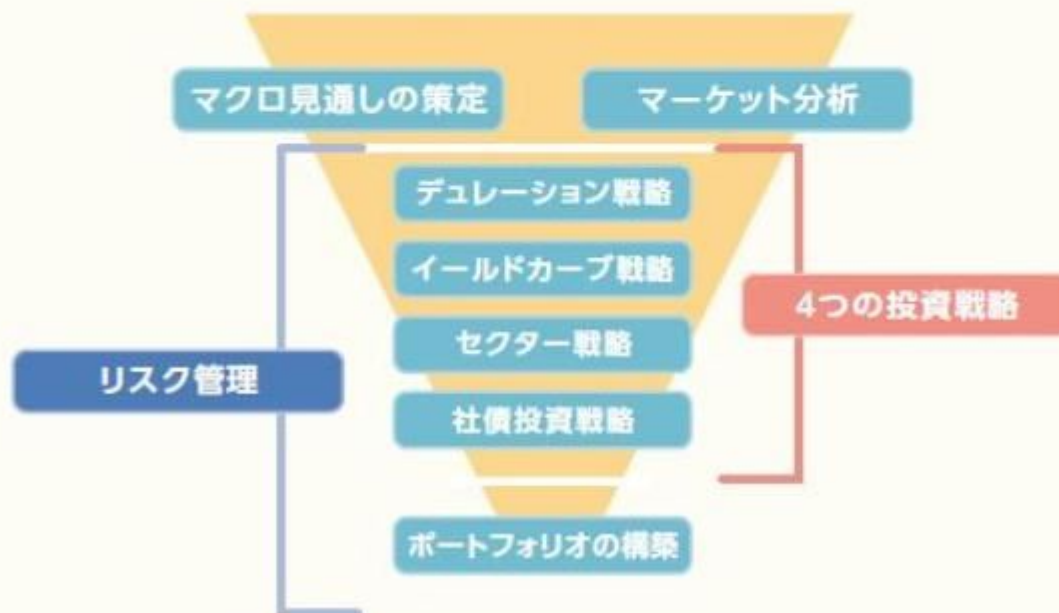 マクロ見通しの策定
マーケット分析
デュレーション戦略
イールドカーブ戦略
4つの投資戦略
セクター戦略
リスク管理
社債投資戦略
ポートフォリオの構築